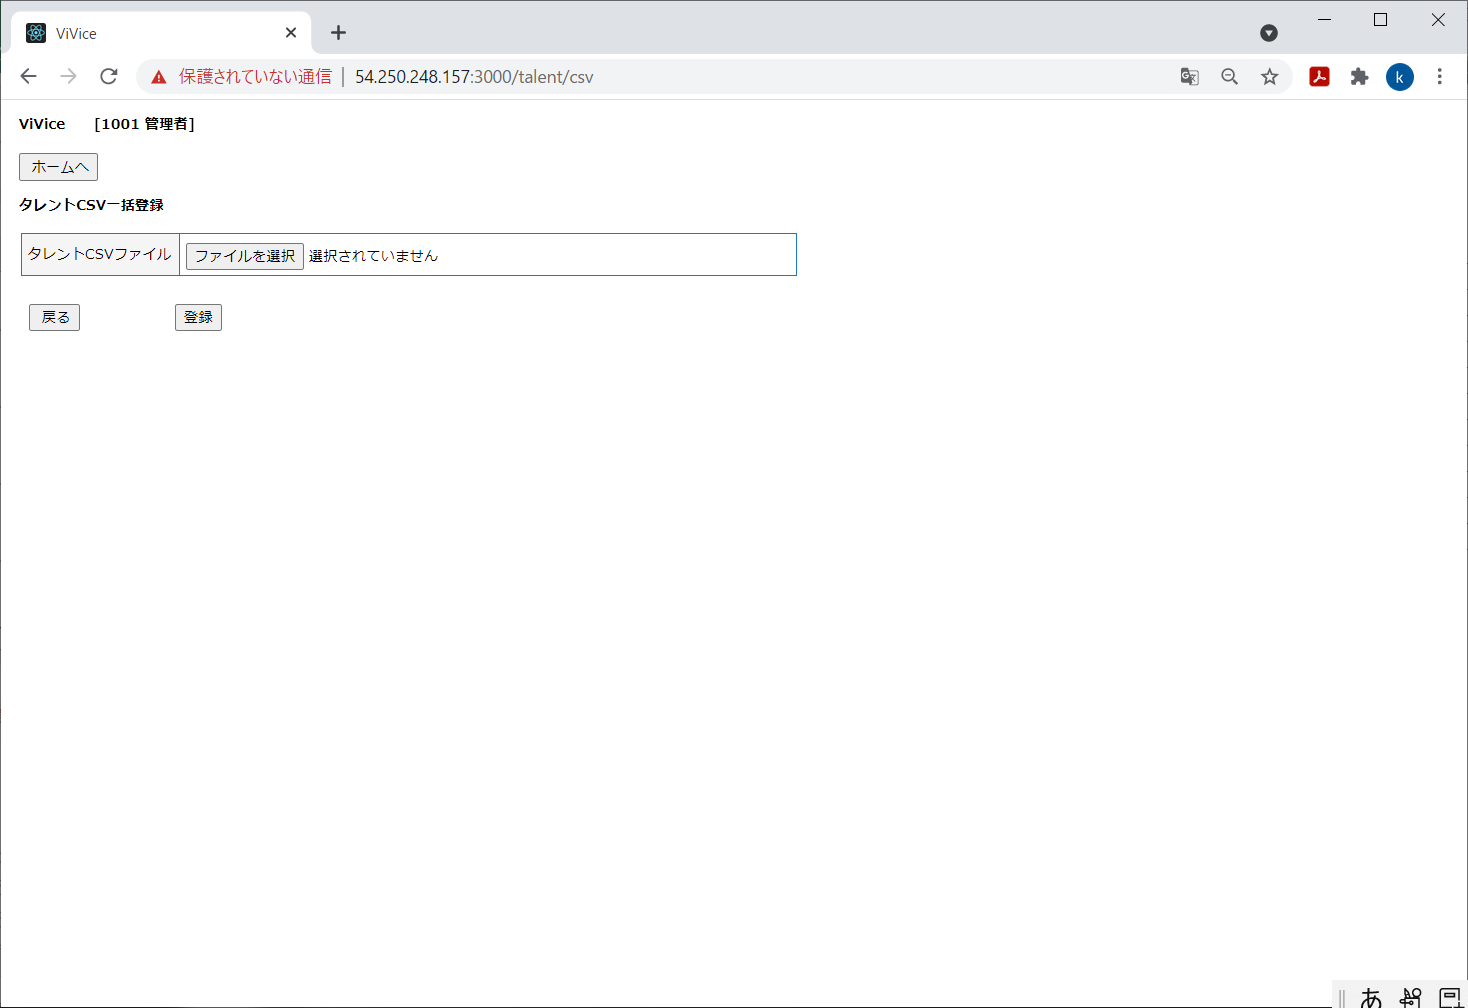 ViVice
保護されていない通信 | 54.250.248.157:3000/talent/csv
k
ViVice [1001 管理者]
ホームへ
タレントCSV一括登録
タレントCSVファイル ファイルを選択 選択されていません
戻る 登録
あ